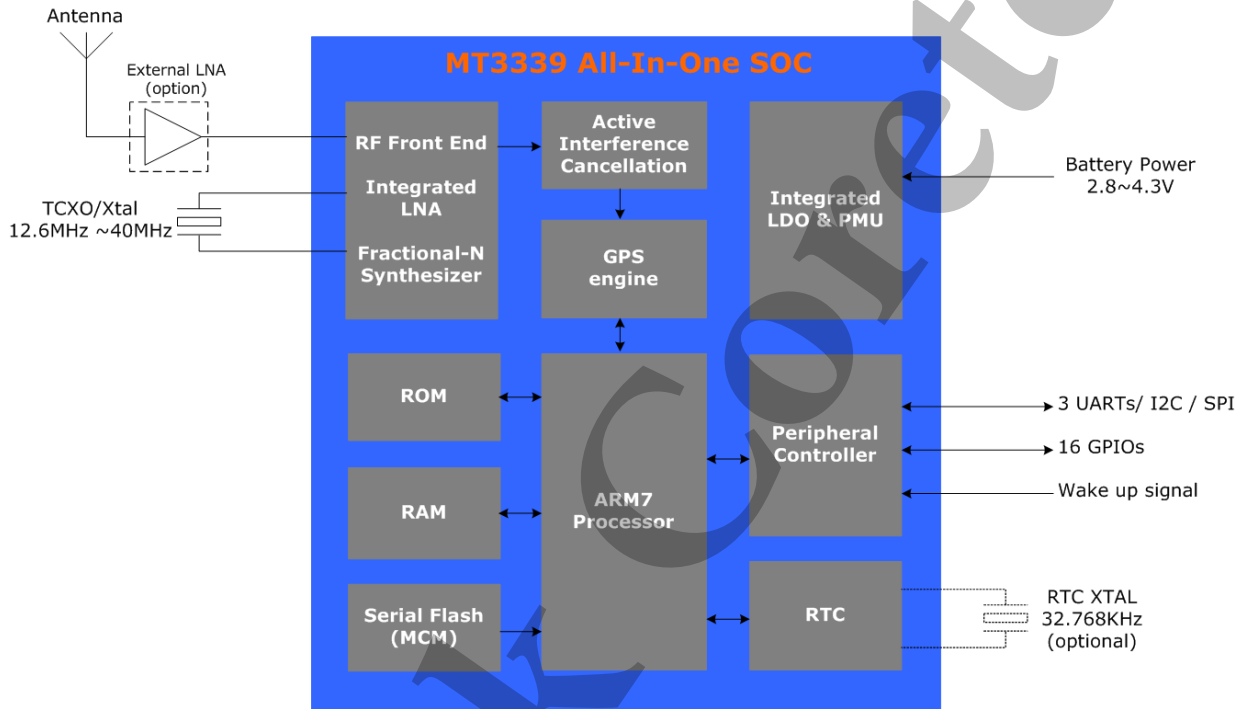 Antenna
External LNA
(option)
TCXO/Xtal
12.6MHz ~40MHz
MT3339 All-In-One SOC
RF Front End
Integrated
LNA
Fractional-N
Synthesizer
Active
Interference
Cancellation
GPS
engine
Integrated
LDO & PMU
Battery Power
2.8~4.3V
ROM
RAM
Serial Flash
(MCM)
ARM7
Processor
Peripheral
Controller
RTC
3 UARTs/ I2C / SPI
16 GPIOs
Wake up signal
RTC XTAL
32.768KHz
(optional)
k Coreto